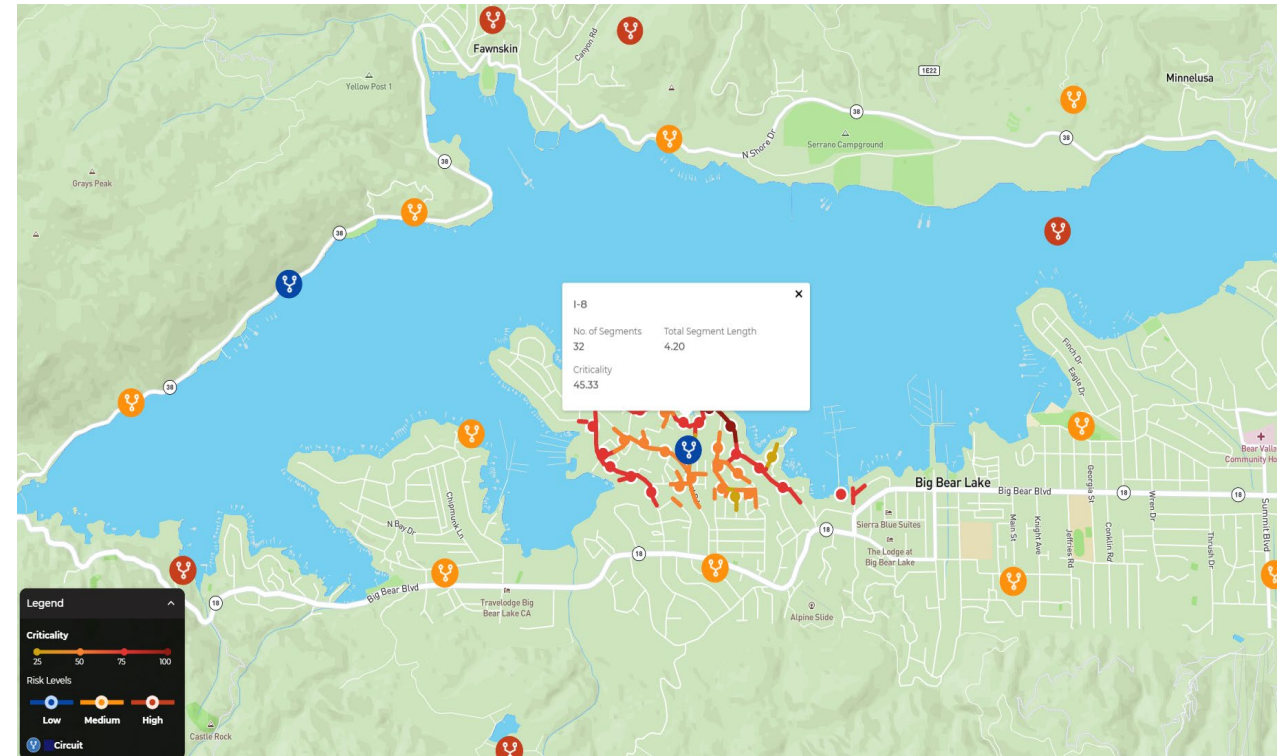 Fawnskin
Canyon Rd
Yellow Post 1
1E22
Minnelusa
38
N Shore Dr
Serrano Campground
38
38
Grays Peak
38
I-8
No. of Segments
Total Segment Length
32
4.20
Criticality
45.33
Finch Dr
Eagle Dr
38
Bear Valle
Community Ho
Big Bear Lake
Big Bear Blvd
18
18
Georgia St
Wren Dr
Summit Blvd
Chipmunk Ln
N Bay Dr
Sierra Blue Suites
The Lodge at
Big Bear Lake
Main St
Knight Ave
Jeffries Rd
Conklin Rd
Thrush Dr
18
18
Big Bear Blvd
Travelodge Big
Bear Lake CA
Alpine Slide
18
Legend
Criticality
25 50 75 100
Risk Levels
Low Medium High
Circuit
Castle Rock